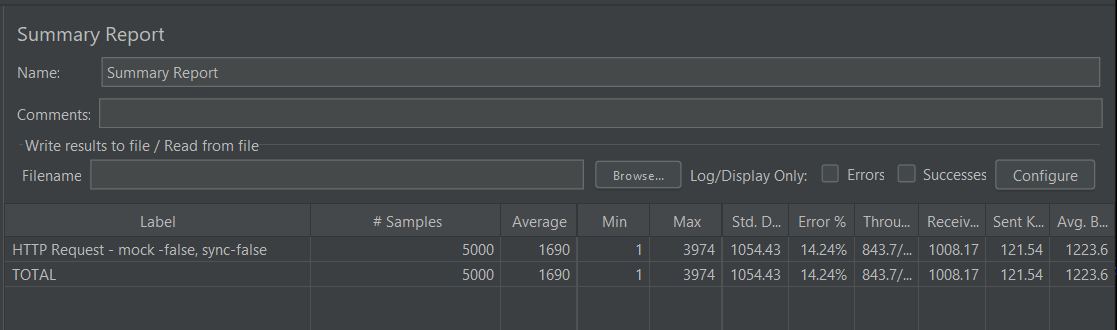 Summary Report
Name: Summary Report
Comments:
Write results to file / Read from file
Filename Browse... Log/Display Only: Errors Successes Configure
Label # Samples Average Min Max Std. D... Error % Throu... Receiv... Sent K... Avg. B...
HTTP Request - mock -false, sync-false 5000 1690 1 3974 1054.43 14.24% 843.7/... 1008.17 121.54 1223.6
TOTAL 5000 1690 1 3974 1054.43 14.24% 843.7/... 1008.17 121.54 1223.6